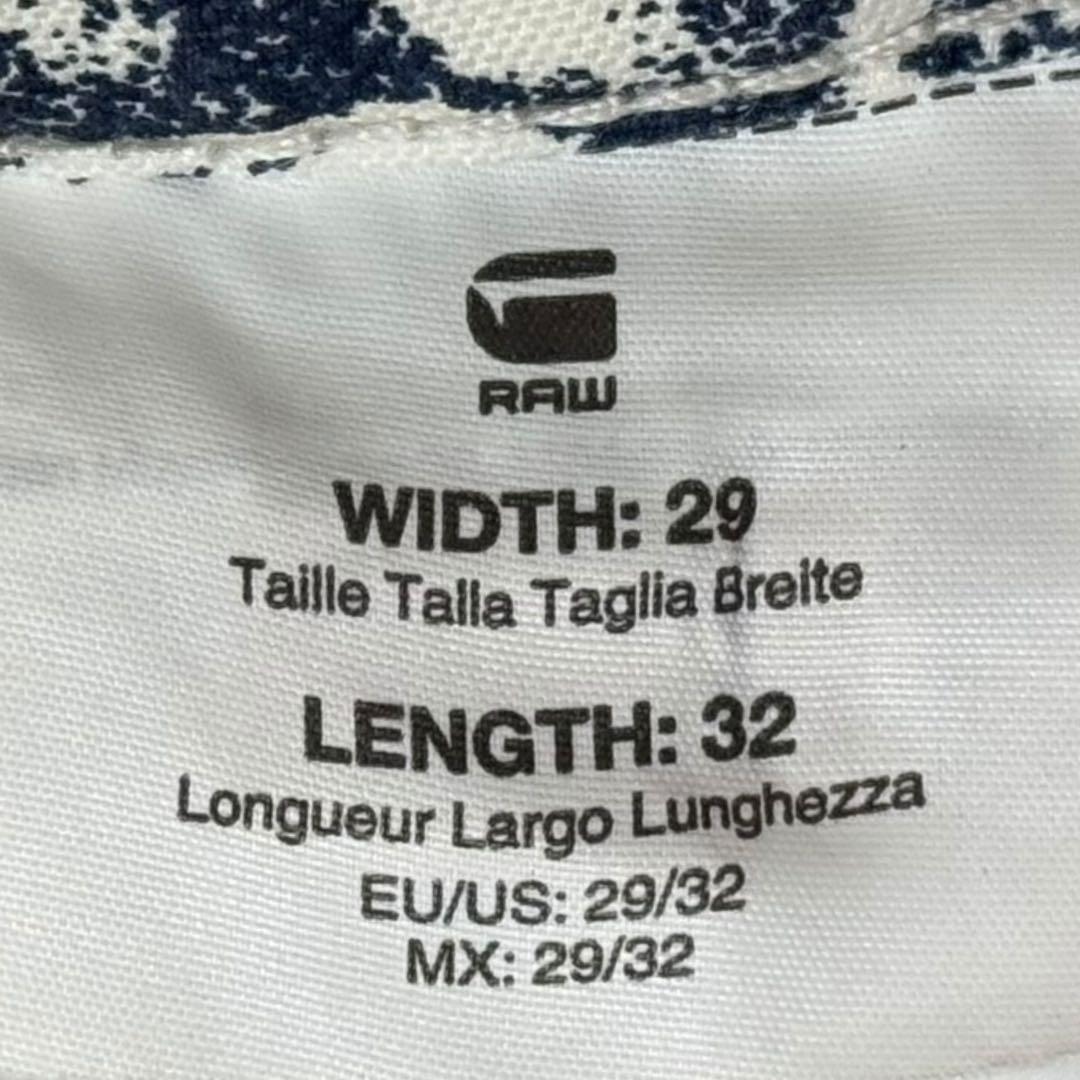 RAW
WIDTH: 29
Taille Talla Taglia Breite
LENGTH: 32
Longueur Largo Lunghezza
EU/US: 29/32
MX: 29/32